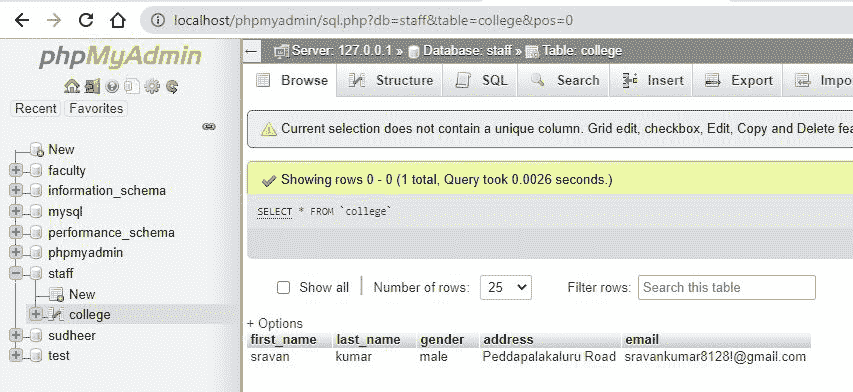 localhost/phpmyadmin/sql.php?db=staff&table=college&pos=0
phpMyAdmin
Recent Favorites
New
faculty
information_schema
mysql
performance_schema
phpmyadmin
staff
New
college
sudheer
test
Server: 127.0.0.1 » Database: staff » Table: college
Browse Structure SQL Search Insert Export Impo
Current selection does not contain a unique column. Grid edit, checkbox, Edit, Copy and Delete fea
Showing rows 0 - 0 (1 total, Query took 0.0026 seconds.)
SELECT * FROM `college`
Show all Number of rows: 25 Filter rows: Search this table
+ Options
first_name last_name gender address email
sravan kumar male Peddapalakaluru Road sravankumar8128!@gmail.com